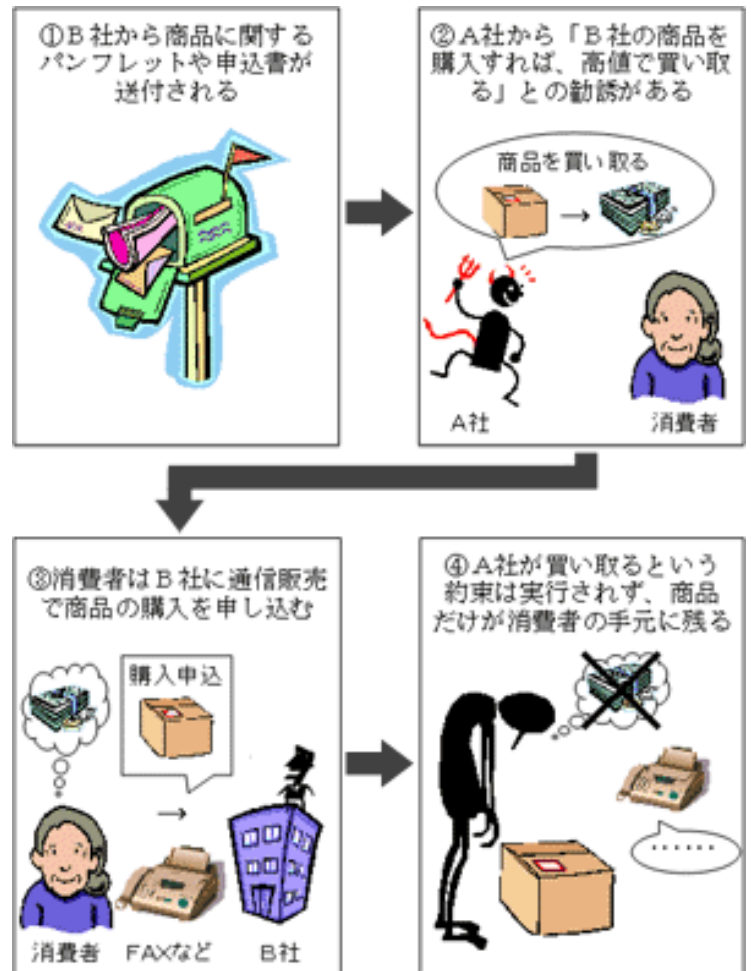 ①B社から商品に関する
パンフレットや申込書が
送付される
②A社から「B社の商品を
購入すれば、高値で買い取
る」との勧誘がある
商品を買い取る
→
A社
消費者
③消費者はB社に通信販売
で商品の購入を申し込む
購入申込
→
消費者
FAXなど
B社
④A社が買い取るという
約束は実行されず、商品
だけが消費者の手元に残る
‥‥‥